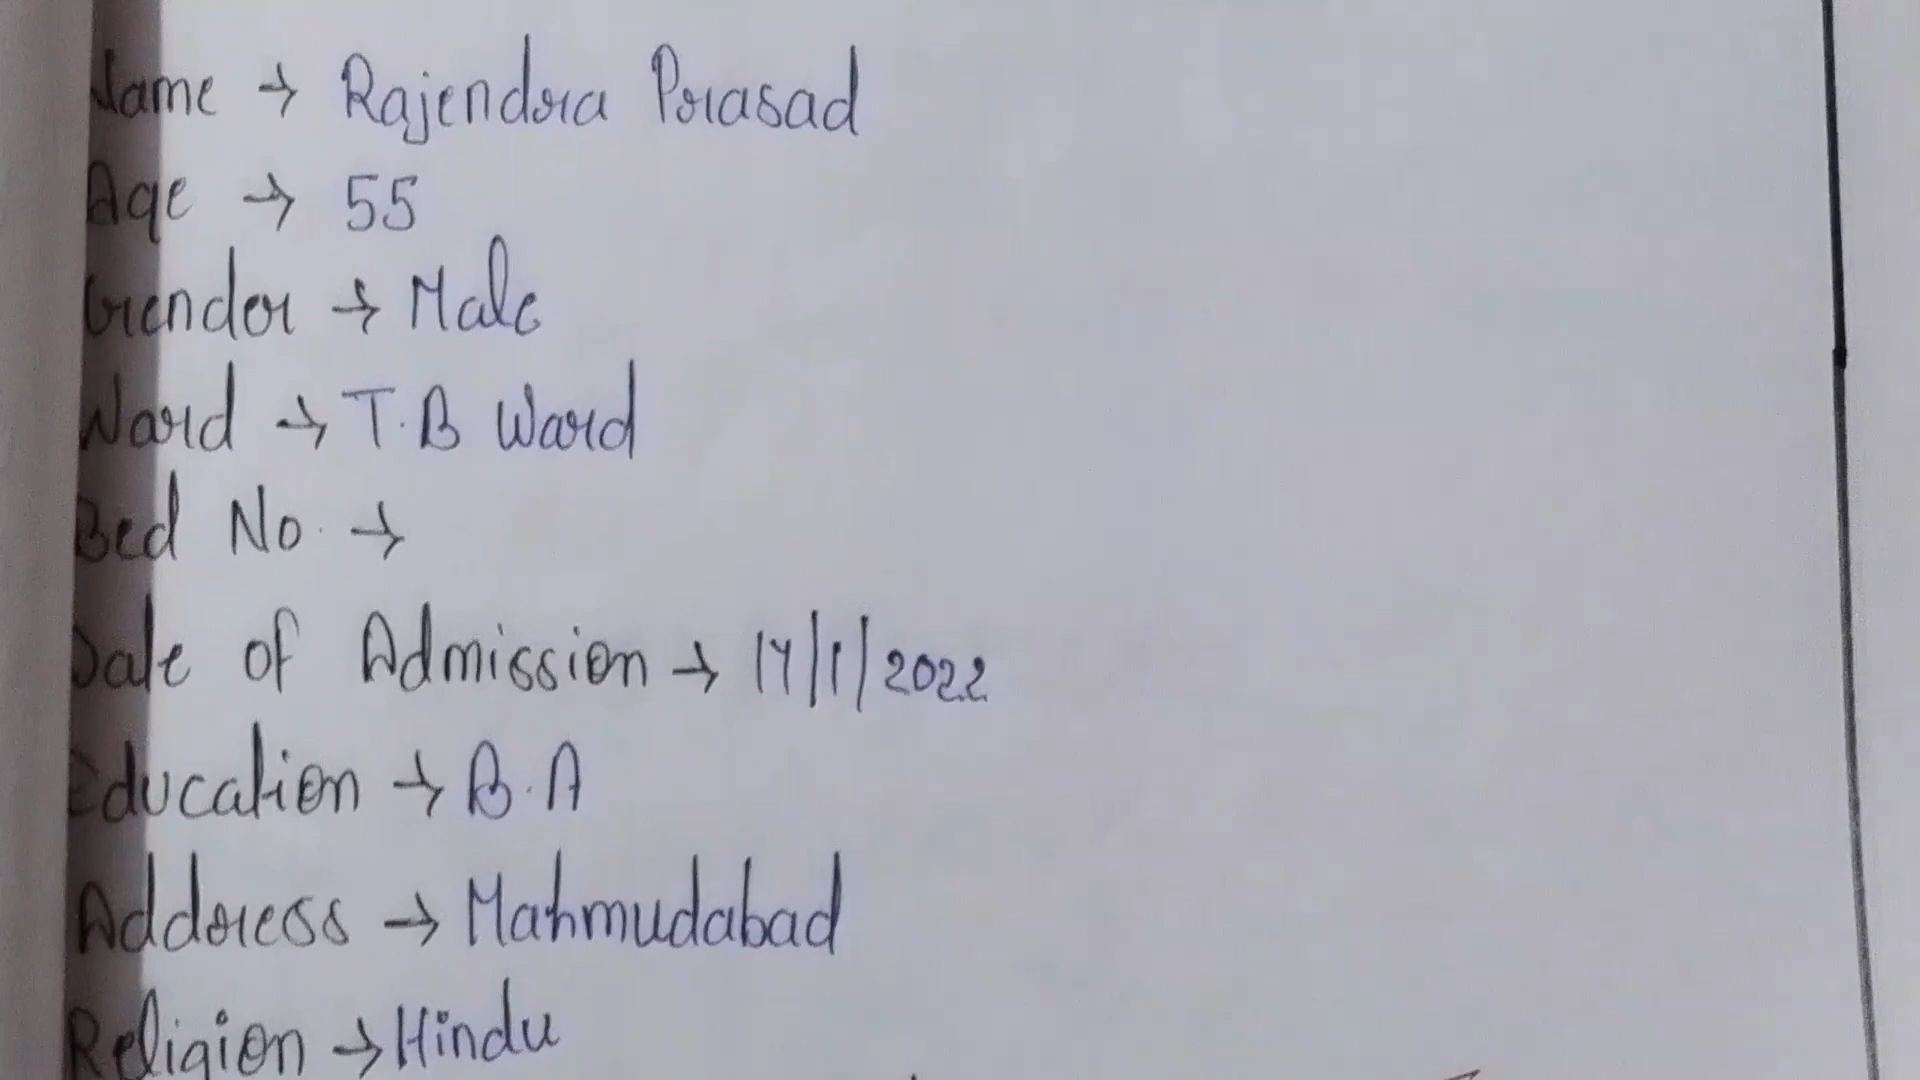 Name → Rajendra Prasad
Age → 55
Gender → Male
Ward → T.B Ward
Bed No. →
Date of Admission → 14/1/2022
Education → B.A
Address → Mahmudabad
Religion → Hindu